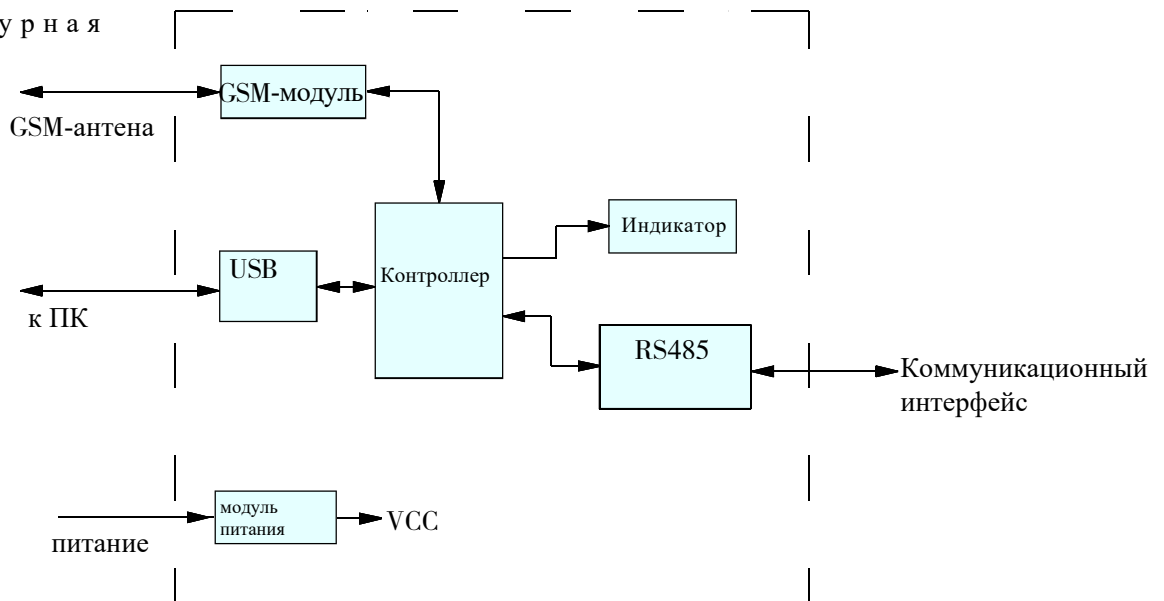 у р н а я
GSM-модуль
GSM-антена
Индикатор
USB
Контроллер
к ПК
RS485
Коммуникационный
интерфейс
модуль
питания
VCC
питание